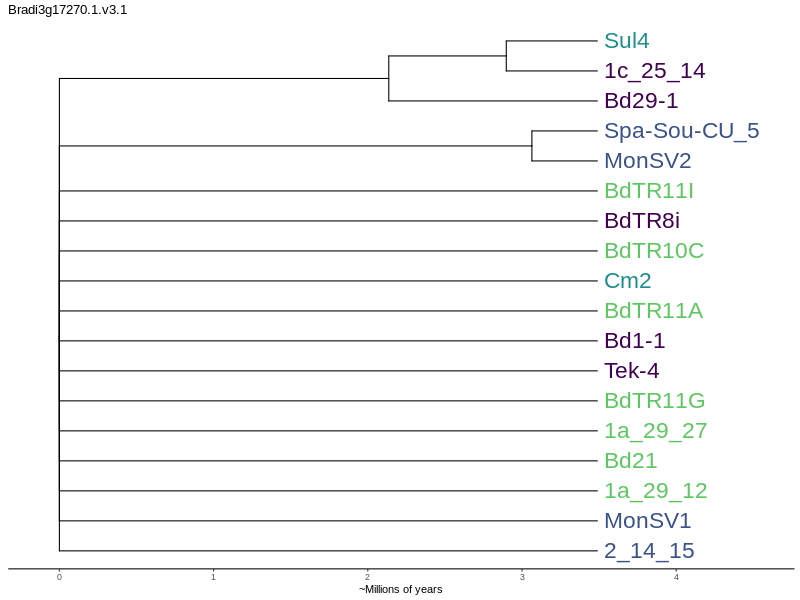 Bradi3g17270.1.v3.1
Sul4
1c_25_14
Bd29-1
Spa-Sou-CU_5
MonSV2
BdTR11I
BdTR8i
BdTR10C
Cm2
BdTR11A
Bd1-1
Tek-4
BdTR11G
1a_29_27
Bd21
1a_29_12
MonSV1
2_14_15
0 1 2 3 4
~Millions of years